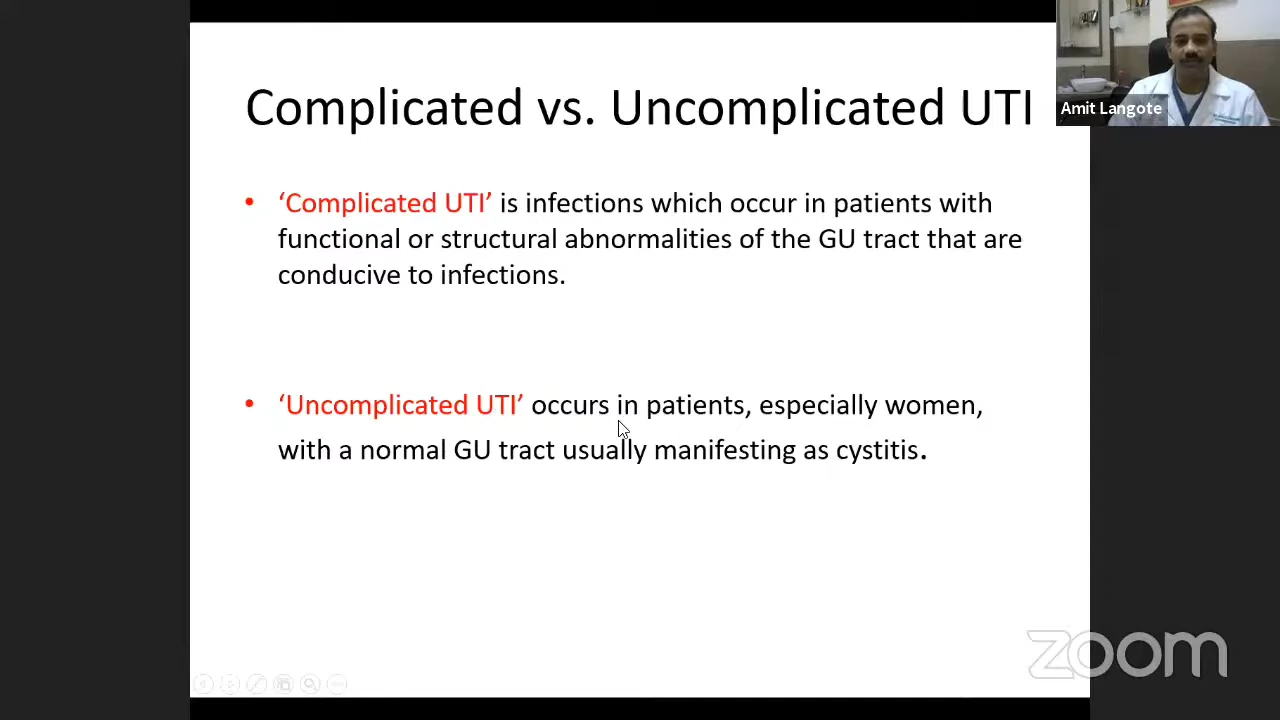 Complicated vs. Uncomplicated UTI
Amit Langote
• ‘Complicated UTI’ is infections which occur in patients with
functional or structural abnormalities of the GU tract that are
conducive to infections.
• ‘Uncomplicated UTI’ occurs in patients, especially women,
with a normal GU tract usually manifesting as cystitis.
zoom